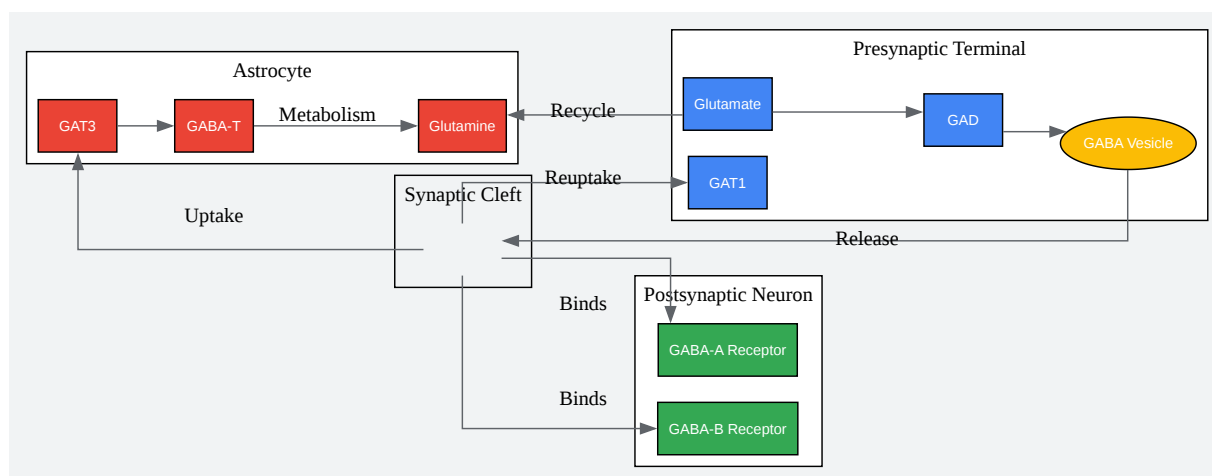 Astrocyte
GAT3
GABA-T
Metabolism
Glutamine
Recycle
Presynaptic Terminal
Glutamate
GAD
GABA Vesicle
GAT1
Reuptake
Synaptic Cleft
Uptake
Release
Binds
Postsynaptic Neuron
GABA-A Receptor
Binds
GABA-B Receptor